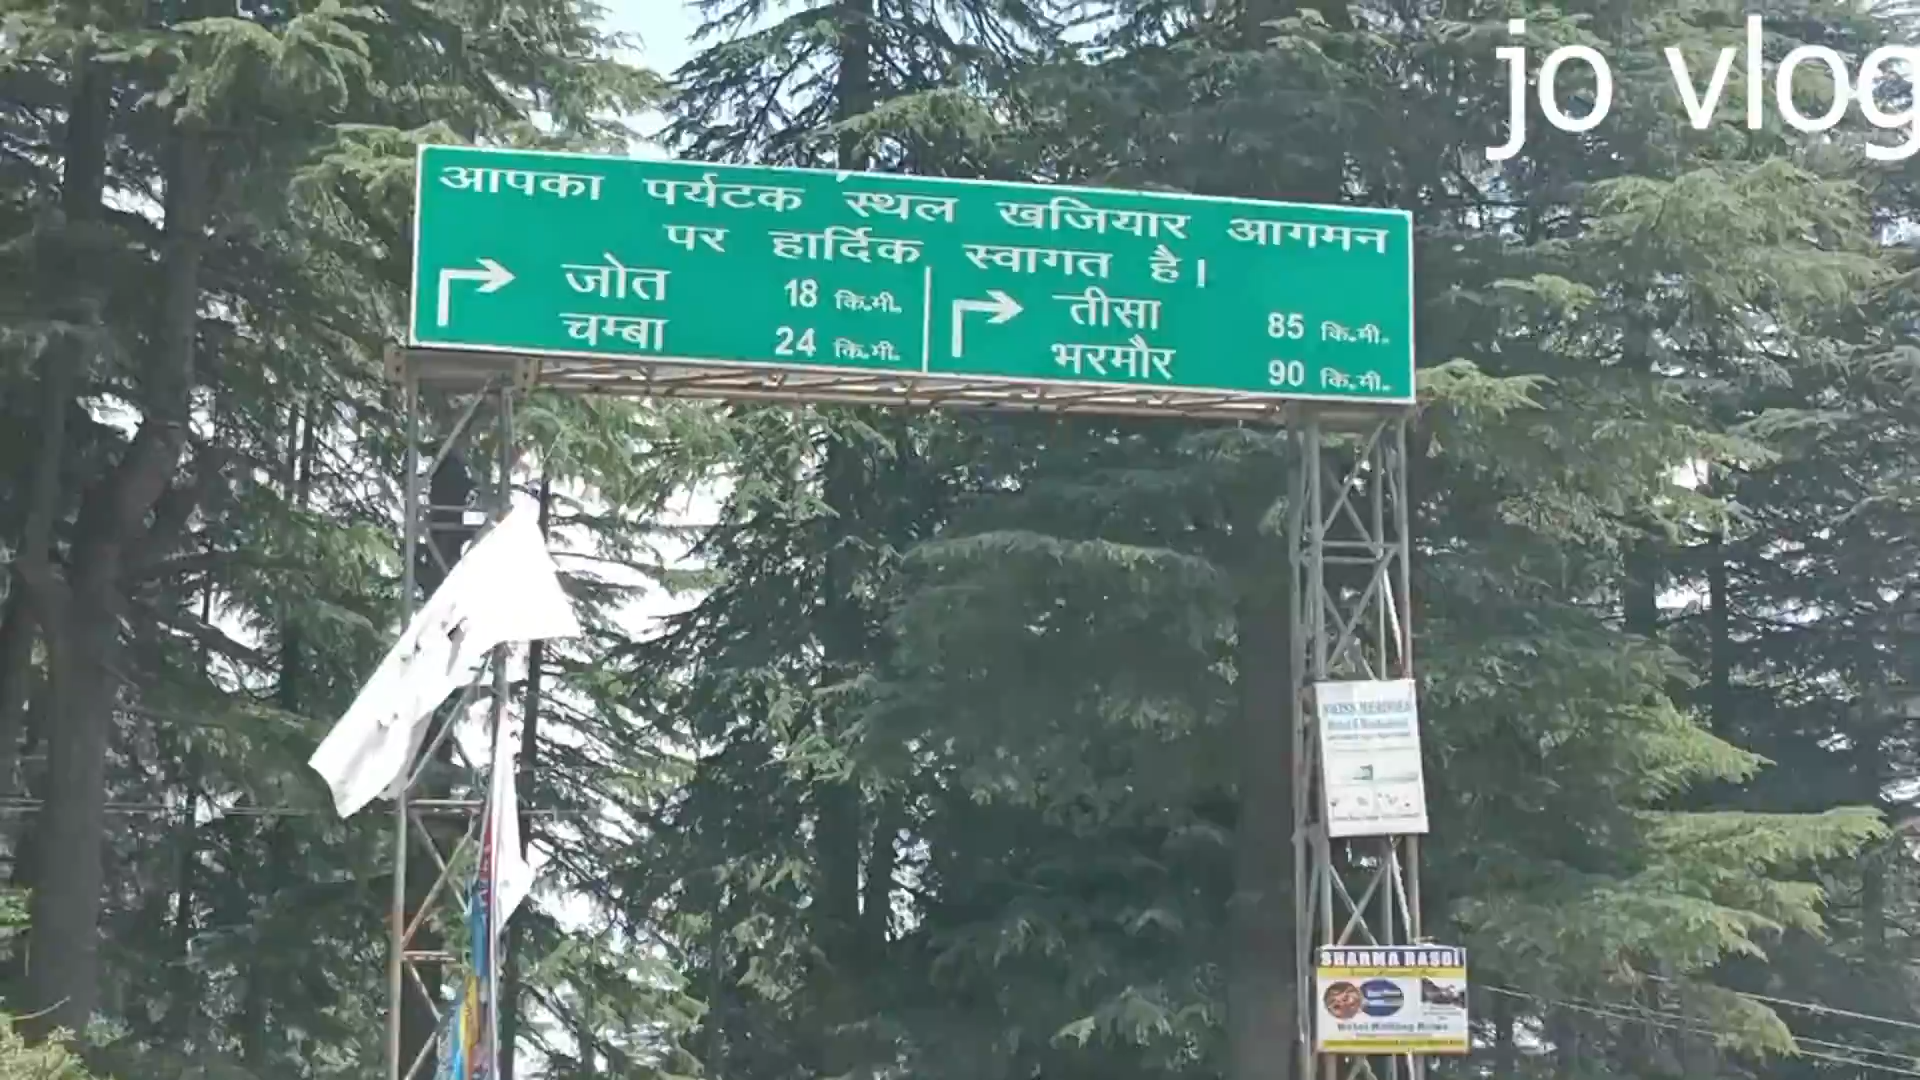 jo vlog
आपका पर्यटक स्थल खजियार आगमन
पर हार्दिक स्वागत है।
जोत 18 कि.मी.
चम्बा 24 कि.मी.
तीसा 85 कि.मी.
भरमौर 90 कि.मी.
SHARMA RASOI